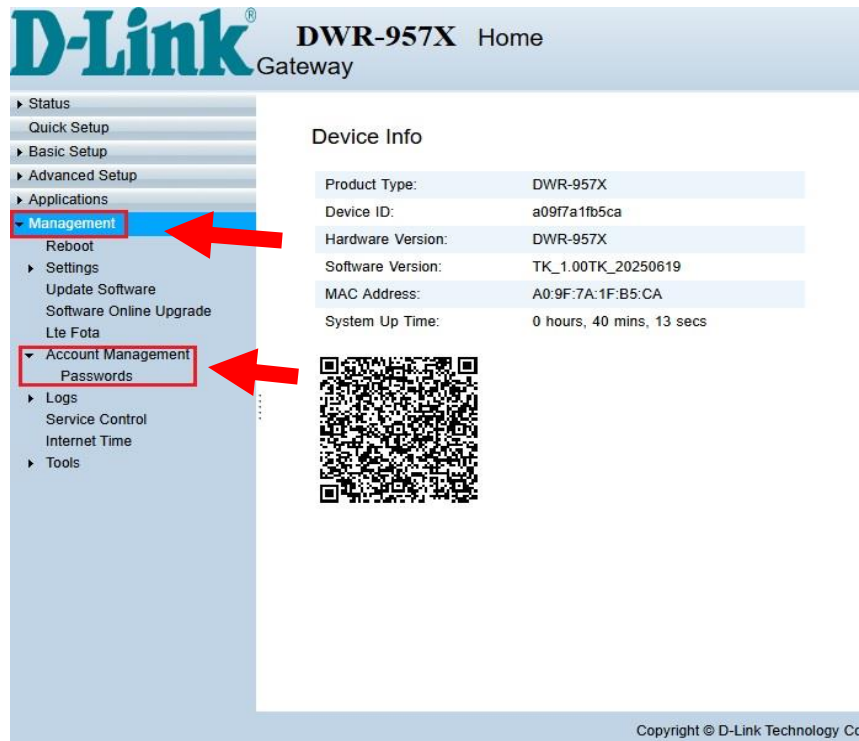 D-Link®
DWR-957X Home
Gateway
Status
Quick Setup
Basic Setup
Advanced Setup
Applications
Management
Reboot
Settings
Update Software
Software Online Upgrade
Lte Fota
Account Management
Passwords
Logs
Service Control
Internet Time
Tools
Device Info
Product Type: DWR-957X
Device ID: a09f7a1fb5ca
Hardware Version: DWR-957X
Software Version: TK_1.00TK_20250619
MAC Address: A0:9F:7A:1F:B5:CA
System Up Time: 0 hours, 40 mins, 13 secs
Copyright © D-Link Technology Co